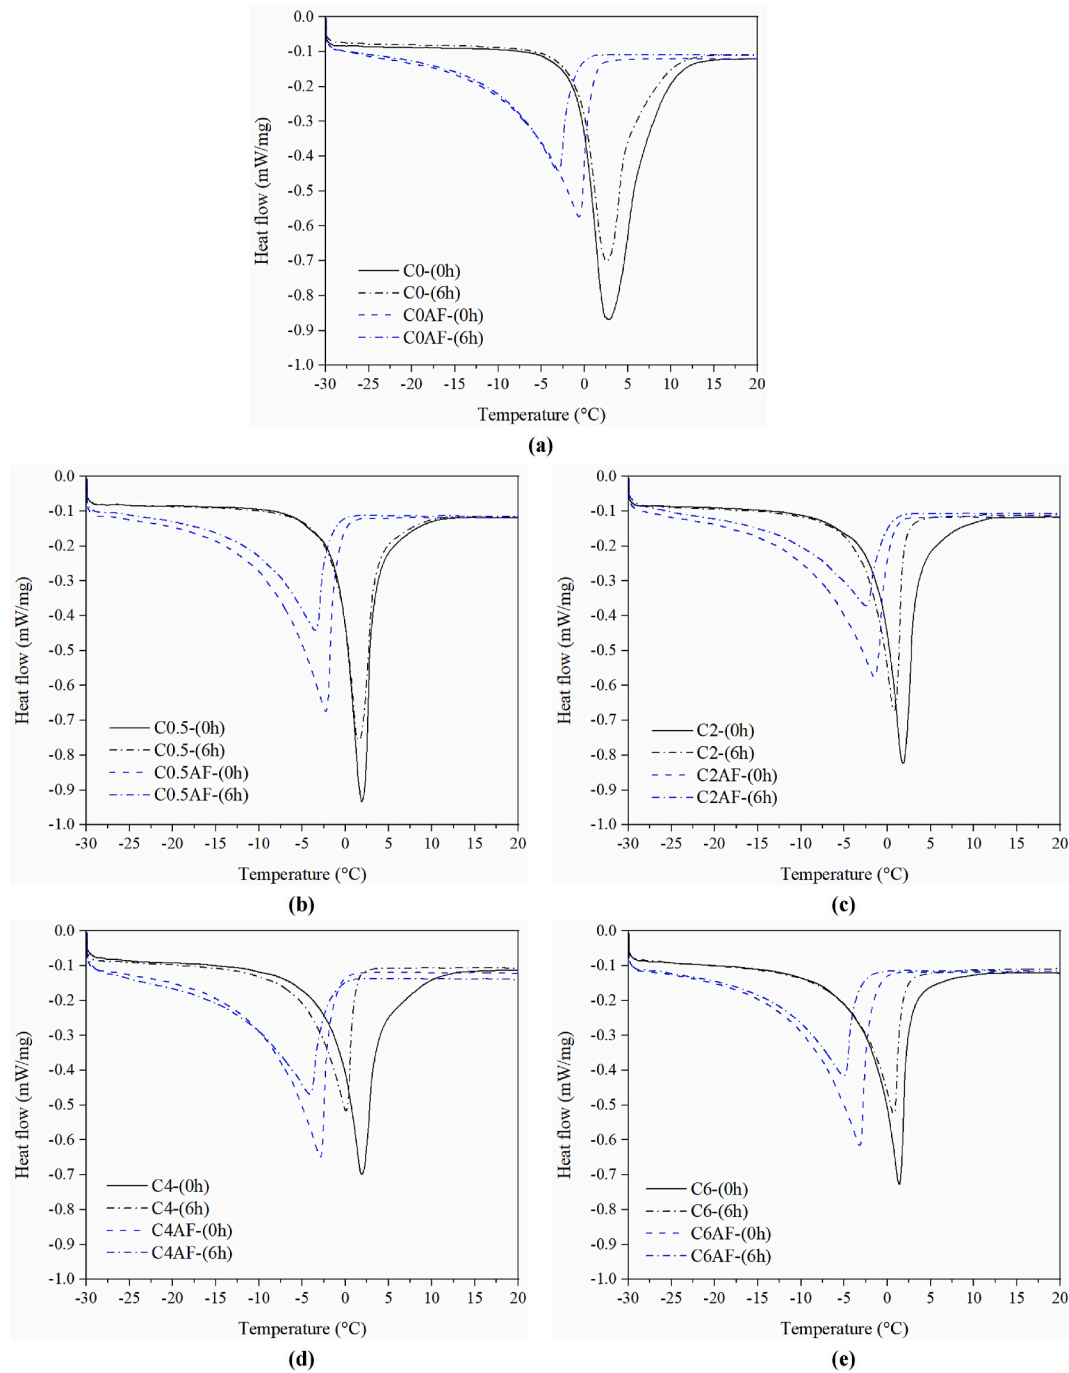 0.0
-0.1
-0.2
-0.3
-0.4
-0.5
-0.6
-0.7
-0.8
-0.9
-1.0
Heat flow (mW/mg)
C0-(0h)
C0-(6h)
C0AF-(0h)
C0AF-(6h)
-30 -25 -20 -15 -10 -5 0 5 10 15 20
Temperature (°C)
(a)
0.0
-0.1
-0.2
-0.3
-0.4
-0.5
-0.6
-0.7
-0.8
-0.9
-1.0
Heat flow (mW/mg)
C0.5-(0h)
C0.5-(6h)
C0.5AF-(0h)
C0.5AF-(6h)
-30 -25 -20 -15 -10 -5 0 5 10 15 20
Temperature (°C)
(b)
0.0
-0.1
-0.2
-0.3
-0.4
-0.5
-0.6
-0.7
-0.8
-0.9
-1.0
Heat flow (mW/mg)
C2-(0h)
C2-(6h)
C2AF-(0h)
C2AF-(6h)
-30 -25 -20 -15 -10 -5 0 5 10 15 20
Temperature (°C)
(c)
0.0
-0.1
-0.2
-0.3
-0.4
-0.5
-0.6
-0.7
-0.8
-0.9
-1.0
Heat flow (mW/mg)
C4-(0h)
C4-(6h)
C4AF-(0h)
C4AF-(6h)
-30 -25 -20 -15 -10 -5 0 5 10 15 20
Temperature (°C)
(d)
0.0
-0.1
-0.2
-0.3
-0.4
-0.5
-0.6
-0.7
-0.8
-0.9
-1.0
Heat flow (mW/mg)
C6-(0h)
C6-(6h)
C6AF-(0h)
C6AF-(6h)
-30 -25 -20 -15 -10 -5 0 5 10 15 20
Temperature (°C)
(e)